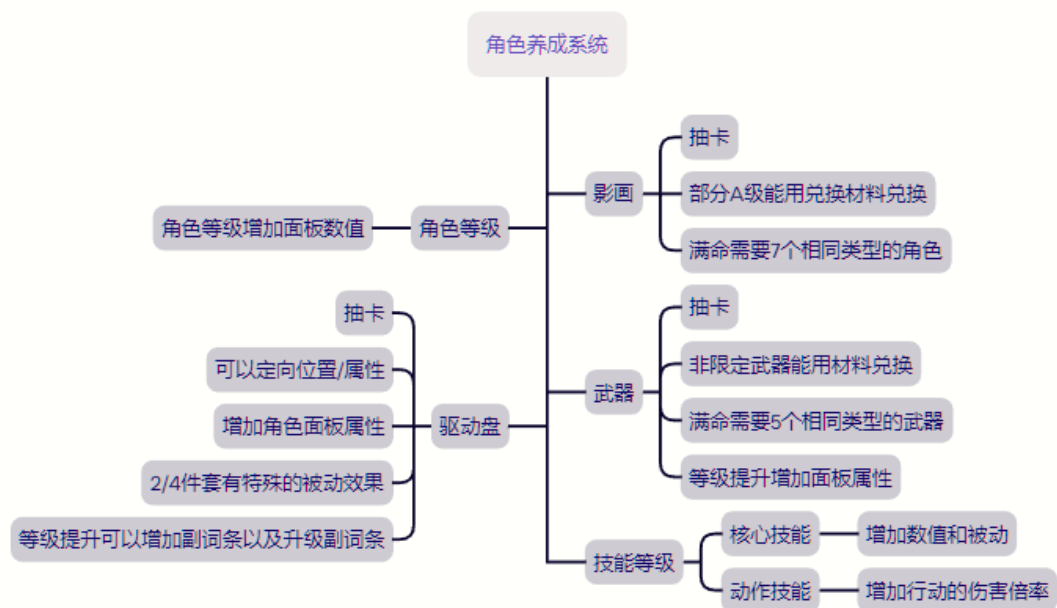 角色养成系统
影画
抽卡
部分A级能用兑换材料兑换
满命需要7个相同类型的角色
角色等级
角色等级增加面板数值
武器
抽卡
非限定武器能用材料兑换
满命需要5个相同类型的武器
等级提升增加面板属性
驱动盘
抽卡
可以定向位置/属性
增加角色面板属性
2/4件套有特殊的被动效果
等级提升可以增加副词条以及升级副词条
技能等级
核心技能
增加数值和被动
动作技能
增加行动的伤害倍率